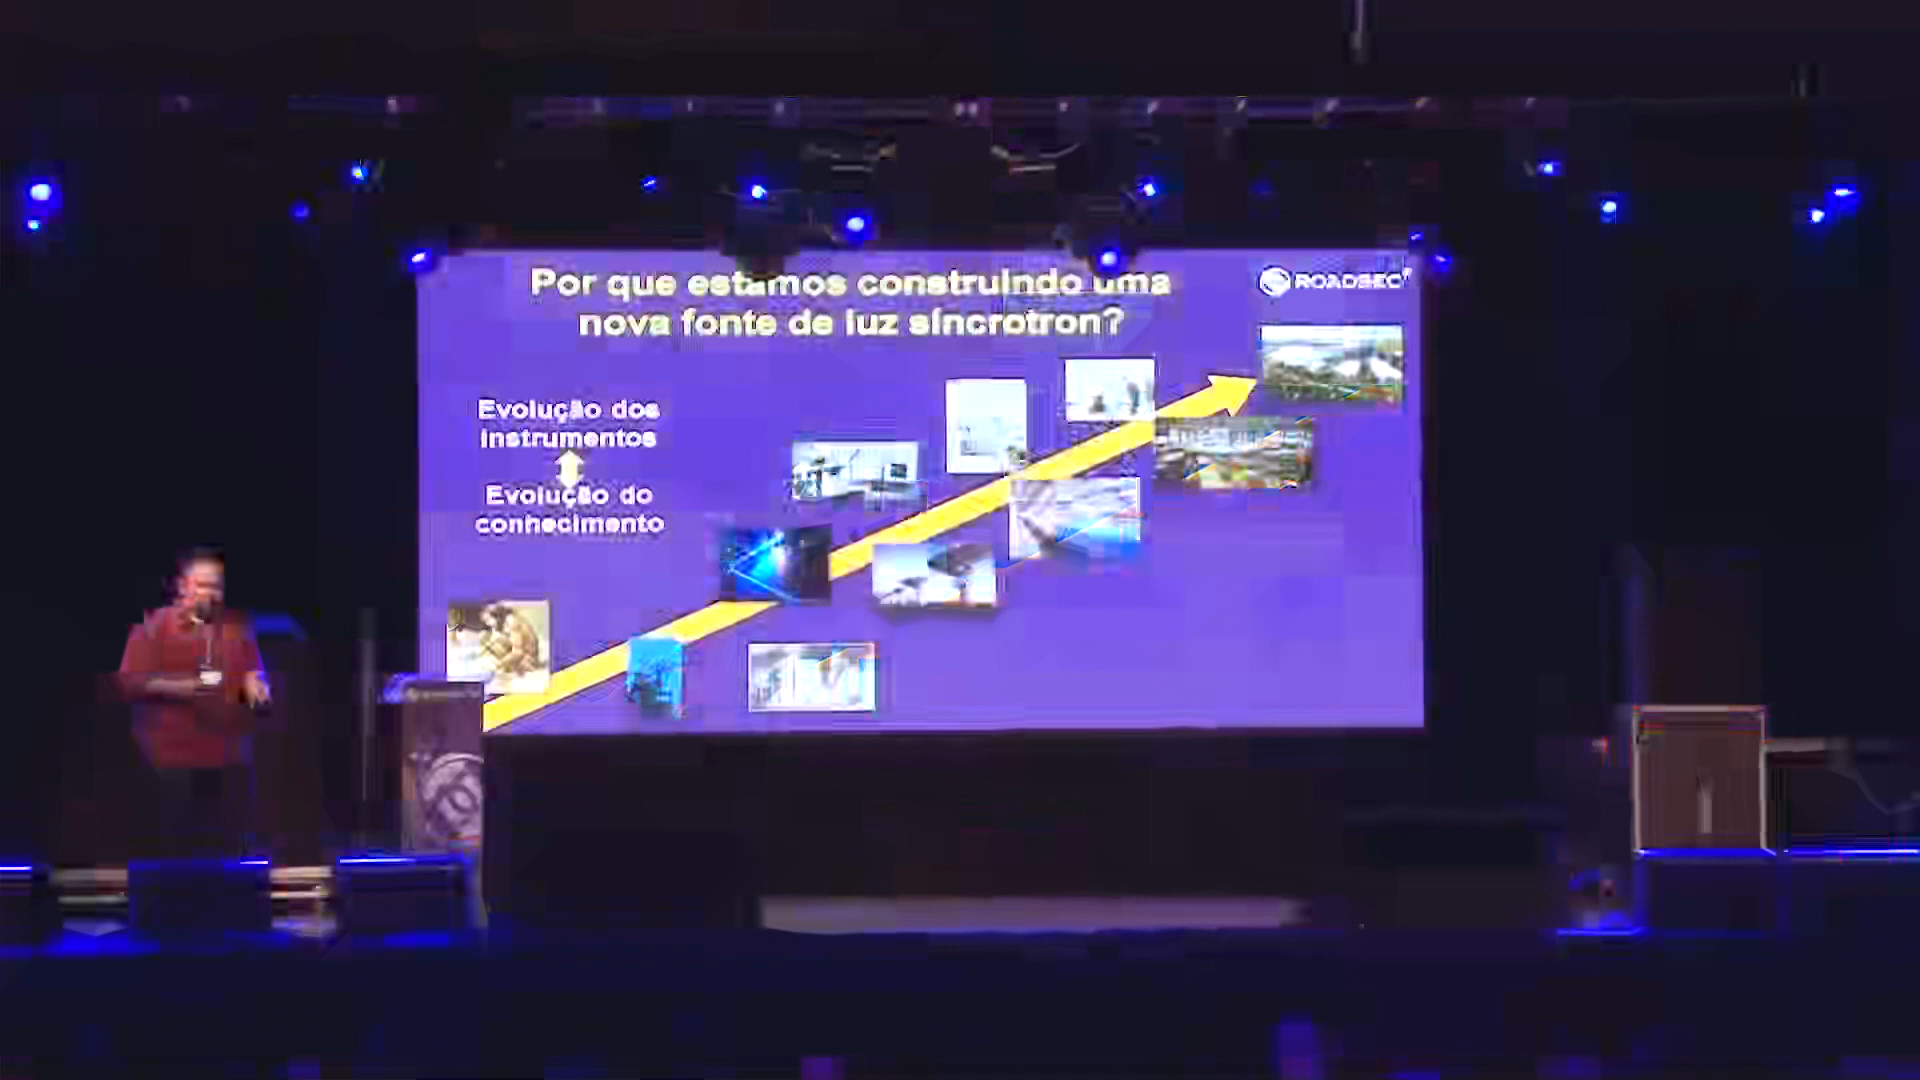 Por que estamos construindo uma
nova fonte de luz síncrotron?
ROADSEC
Evolução dos
instrumentos
Evolução do
conhecimento